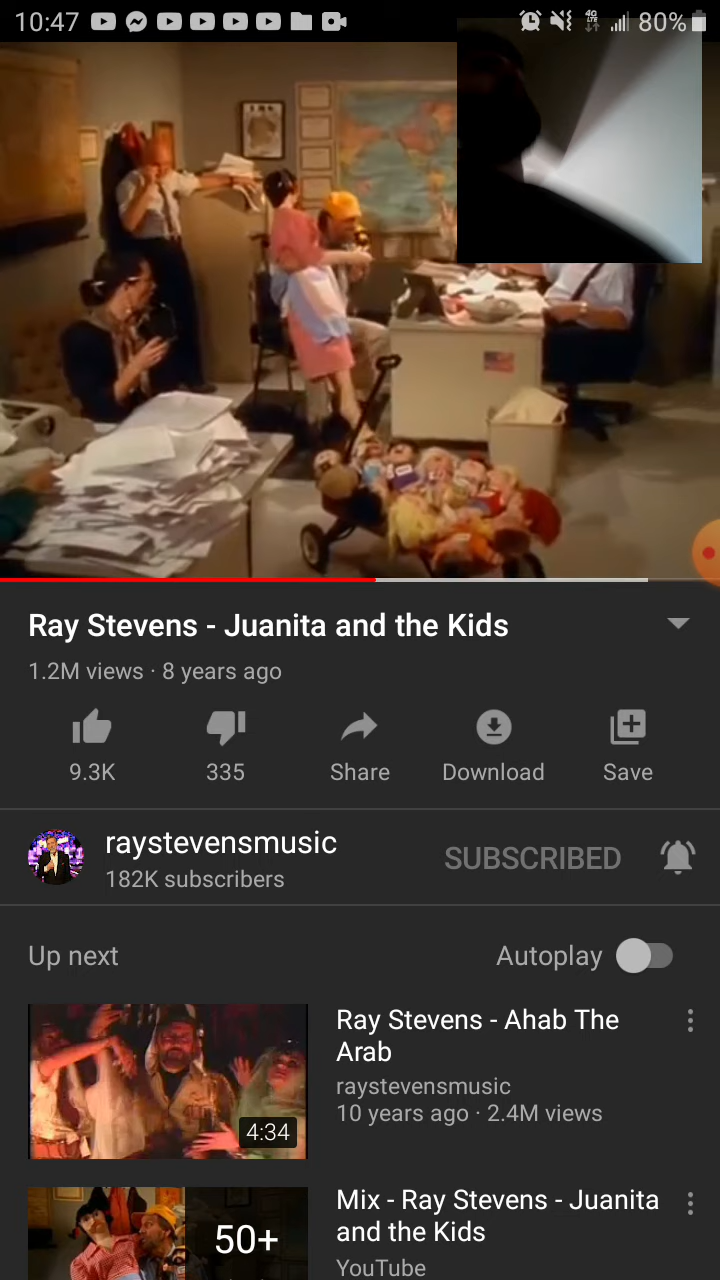 10:47
4G
LTE
80%
Ray Stevens - Juanita and the Kids
1.2M views · 8 years ago
9.3K
335
Share
Download
Save
raystevensmusic
182K subscribers
SUBSCRIBED
Up next
Autoplay
4:34
Ray Stevens - Ahab The
Arab
raystevensmusic
10 years ago · 2.4M views
50+
Mix - Ray Stevens - Juanita
and the Kids
YouTube